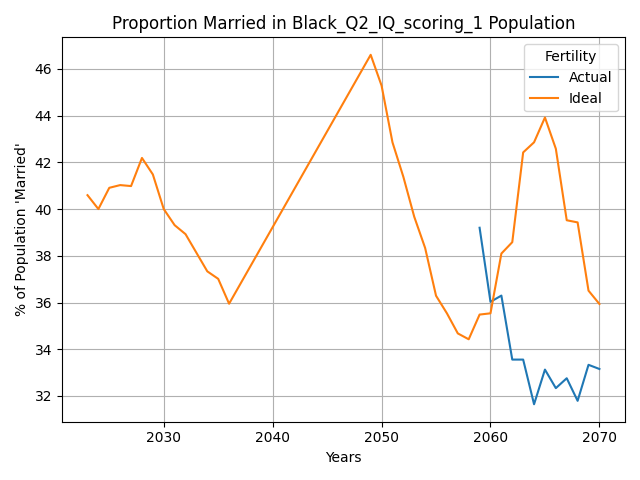 Proportion Married in Black_Q2_IQ_scoring_1 Population
Fertility
Actual
Ideal
% of Population 'Married'
46
44
42
40
38
36
34
32
2030
2040
2050
2060
2070
Years